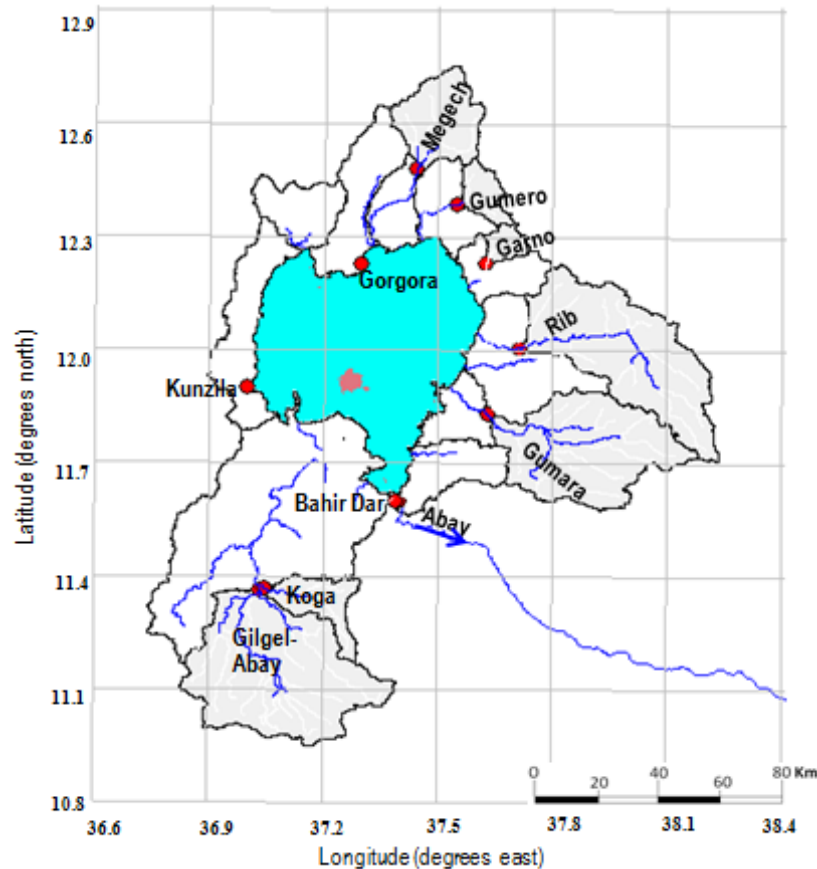 12.9
12.6
12.3
12.0
11.7
11.4
11.1
10.8
Latitude (degrees north)
Megech
Gumero
Garno
Gorgora
Rib
Kunzila
Gumara
Bahir Dar
Abay
Koga
Gilgel-
Abay
0 20 40 60 80 Km
36.6 36.9 37.2 37.5 37.8 38.1 38.4
Longitude (degrees east)